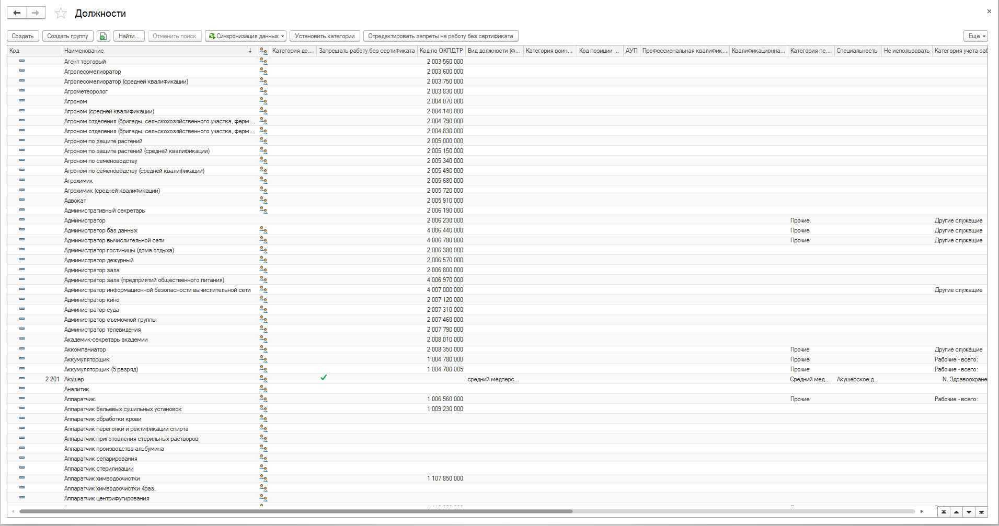 Должности
Создать Создать группу Найти... Отменить поиск Синхронизация данных Установить категории Отредактировать запреты на работу без сертификата Еще
Код Наименование Категория до... Запрещать работу без сертификата Код по ОКПДТР Вид должности (ф... Категория воин... Код позиции ... АУП Профессиональная квалифик... Квалификационна... Категория пе... Специальность Не использовать Категория учета заб
Агент торговый 2 003 560 000
Агролесомелиоратор 2 003 600 000
Агролесомелиоратор (средней квалификации) 2 003 750 000
Агрометеоролог 2 003 830 000
Агроном 2 004 070 000
Агроном (средней квалификации) 2 004 140 000
Агроном отделения (бригады, сельскохозяйственного участка, ферм... 2 004 790 000
Агроном отделения (бригады, сельскохозяйственного участка, ферм... 2 004 830 000
Агроном по защите растений 2 005 000 000
Агроном по защите растений (средней квалификации) 2 005 150 000
Агроном по семеноводству 2 005 340 000
Агроном по семеноводству (средней квалификации) 2 005 490 000
Агрохимик 2 005 680 000
Агрохимик (средней квалификации) 2 005 720 000
Адвокат 2 005 910 000
Административный секретарь 2 006 190 000
Администратор 2 006 230 000 Прочие Другие служащие
Администратор баз данных 4 006 440 000 Прочие Другие служащие
Администратор вычислительной сети 4 006 780 000 Прочие Другие служащие
Администратор гостиницы (дома отдыха) 2 006 380 000
Администратор дежурный 2 006 570 000
Администратор зала 2 006 800 000
Администратор зала (предприятий общественного питания) 4 006 970 000
Администратор информационной безопасности вычислительной сети 4 007 000 000 Другие служащие
Администратор кино 2 007 120 000
Администратор суда 2 007 310 000
Администратор съемочной группы 2 007 460 000
Администратор телевидения 2 007 790 000
Академик-секретарь академии 2 008 010 000
Аккомпаниатор 2 008 350 000 Прочие Другие служащие
Аккумуляторщик 1 004 780 000 Прочие Рабочие - всего:
Аккумуляторщик (5 разряд) 1 004 780 005 Прочие Рабочие - всего:
2 201 Акушер средний медперс... Средний мед... Акушерское д... N. Здравоохране
Аналитик
Аппаратчик 1 006 560 000 Прочие Рабочие - всего:
Аппаратчик бельевых сушильных установок 1 009 230 000
Аппаратчик обработки крови
Аппаратчик перегонки и ректификации спирта
Аппаратчик приготовления стерильных растворов
Аппаратчик производства альбумина
Аппаратчик сепарирования
Аппаратчик стерилизации
Аппаратчик химводоочистки 1 107 850 000
Аппаратчик химводоочистки 4раз.
Аппаратчик центрифугирования